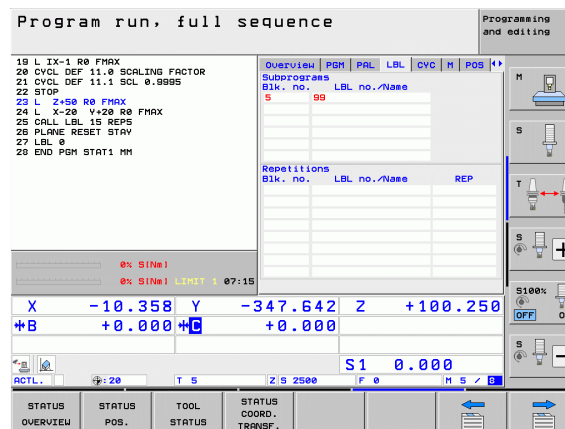 Program run, full sequence
Programming
and editing
19 L IX-1 R0 FMAX
20 CYCL DEF 11.0 SCALING FACTOR
21 CYCL DEF 11.1 SCL 0.9995
22 STOP
23 L Z+50 R0 FMAX
24 L X-20 Y+20 R0 FMAX
25 CALL LBL 15 REP5
26 PLANE RESET STAY
27 LBL 0
28 END PGM STAT1 MM
Overview PGM PAL LBL CYC M POS
Subprograms
Blk. no. LBL no./Name
5 99
Repetitions
Blk. no. LBL no./Name REP
0% S[Nm]
0% S[Nm] LIMIT 1 07:15
X -10.358 Y -347.642 Z +100.250
B +0.000 C +0.000
S1 0.000
ACTL. : 20 T 5 Z S 2500 F 0 M 5 / 8
M
S
T
S
S100%
OFF
S
STATUS
OVERVIEW
STATUS
POS.
TOOL
STATUS
STATUS
COORD.
TRANSF.